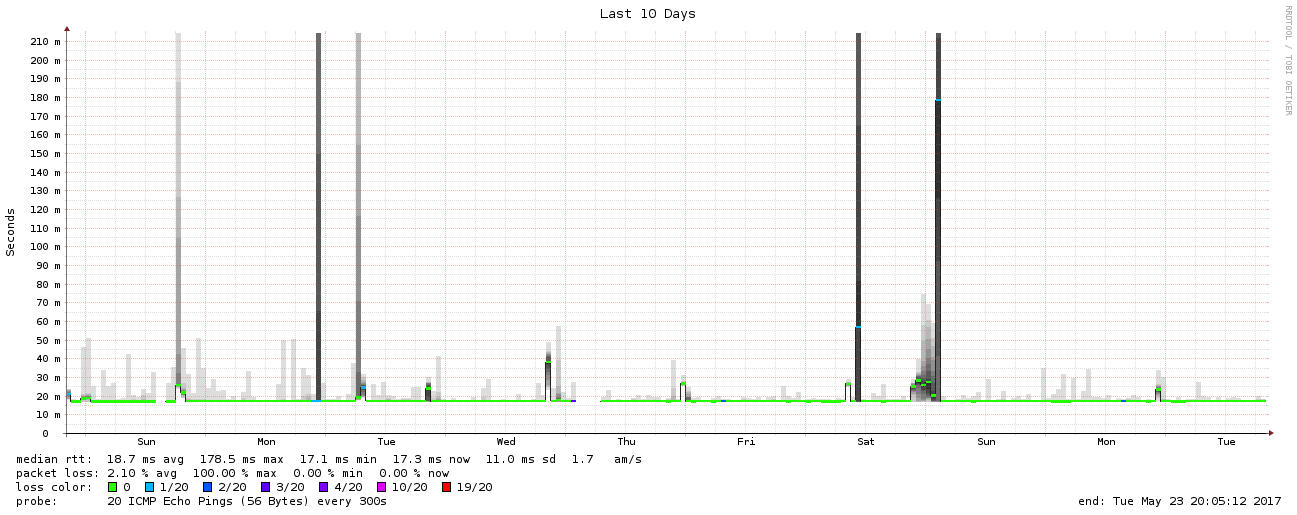 Last 10 Days
RRDTOOL / TOBI OETIKER
Seconds
210 m
200 m
190 m
180 m
170 m
160 m
150 m
140 m
130 m
120 m
110 m
100 m
90 m
80 m
70 m
60 m
50 m
40 m
30 m
20 m
10 m
0
Sun Mon Tue Wed Thu Fri Sat Sun Mon Tue
median rtt: 18.7 ms avg 178.5 ms max 17.1 ms min 17.3 ms now 11.0 ms sd 1.7 am/s
packet loss: 2.10 % avg 100.00 % max 0.00 % min 0.00 % now
loss color: 0 1/20 2/20 3/20 4/20 10/20 19/20
probe: 20 ICMP Echo Pings (56 Bytes) every 300s end: Tue May 23 20:05:12 2017